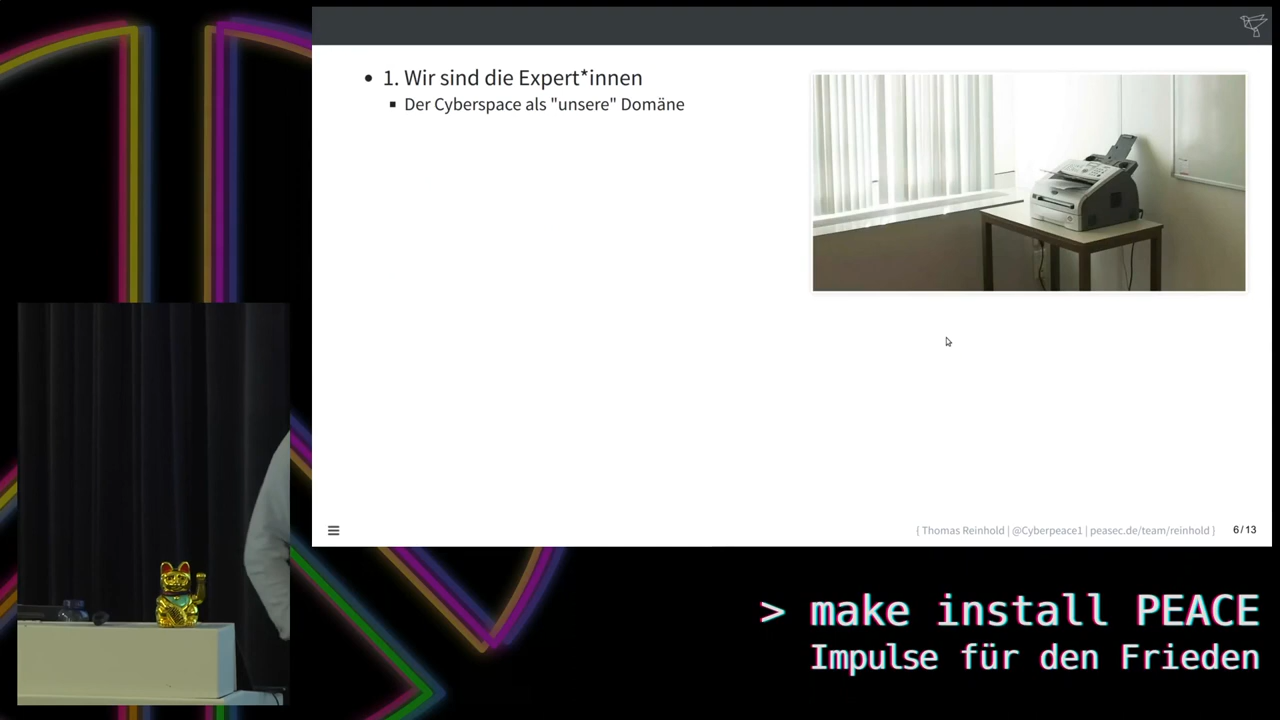 • 1. Wir sind die Expert*innen
▪ Der Cyberspace als "unsere" Domäne
{ Thomas Reinhold | @Cyberpeace1 | peasec.de/team/reinhold }
6/13
> make install PEACE
Impulse für den Frieden